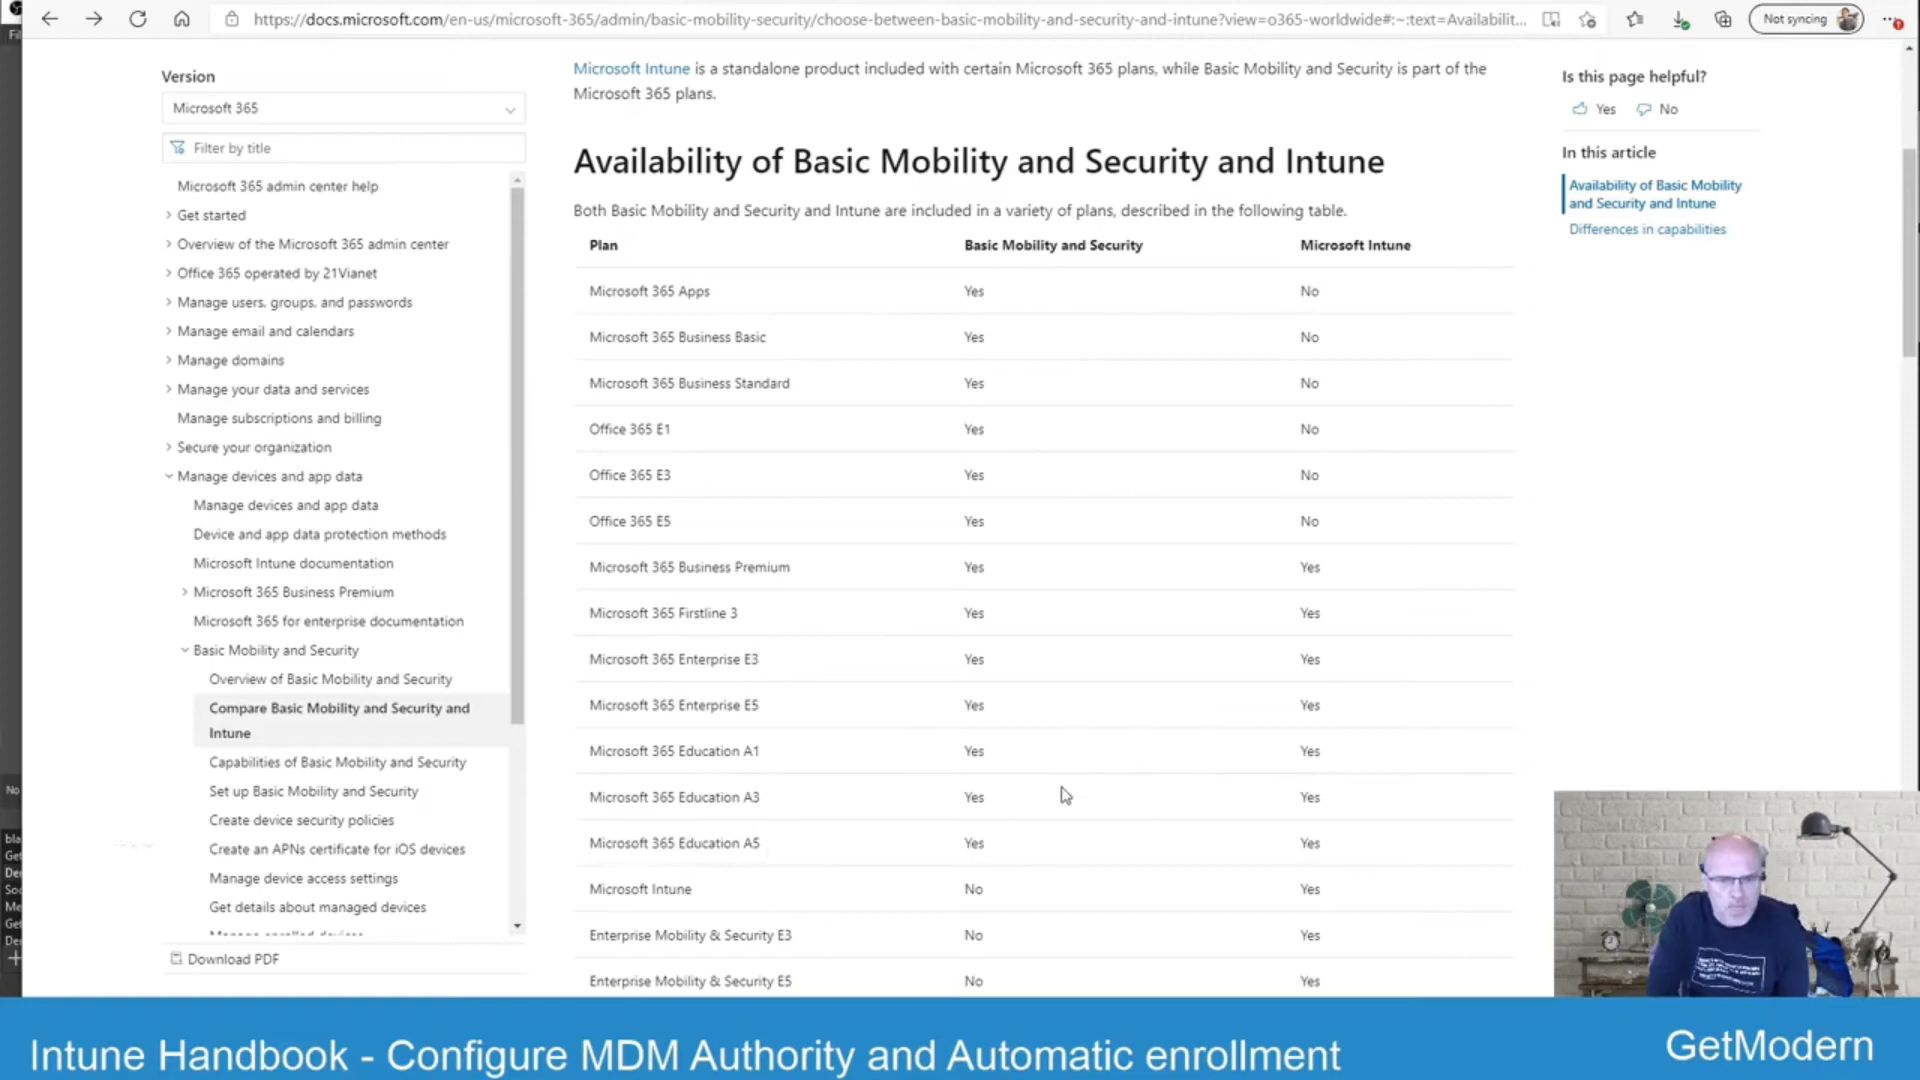 https://docs.microsoft.com/en-us/microsoft-365/admin/basic-mobility-security/choose-between-basic-mobility-and-security-and-intune?view=o365-worldwide#:~:text=Availabilit...
Not syncing
Version
Microsoft 365
Filter by title
Microsoft 365 admin center help
Get started
Overview of the Microsoft 365 admin center
Office 365 operated by 21Vianet
Manage users, groups, and passwords
Manage email and calendars
Manage domains
Manage your data and services
Manage subscriptions and billing
Secure your organization
Manage devices and app data
Manage devices and app data
Device and app data protection methods
Microsoft Intune documentation
Microsoft 365 Business Premium
Microsoft 365 for enterprise documentation
Basic Mobility and Security
Overview of Basic Mobility and Security
Compare Basic Mobility and Security and
Intune
Capabilities of Basic Mobility and Security
Set up Basic Mobility and Security
Create device security policies
Create an APNs certificate for iOS devices
Manage device access settings
Get details about managed devices
Manage enrolled devices
Download PDF
Microsoft Intune is a standalone product included with certain Microsoft 365 plans, while Basic Mobility and Security is part of the
Microsoft 365 plans.
Availability of Basic Mobility and Security and Intune
Both Basic Mobility and Security and Intune are included in a variety of plans, described in the following table.
Plan Basic Mobility and Security Microsoft Intune
Microsoft 365 Apps Yes No
Microsoft 365 Business Basic Yes No
Microsoft 365 Business Standard Yes No
Office 365 E1 Yes No
Office 365 E3 Yes No
Office 365 E5 Yes No
Microsoft 365 Business Premium Yes Yes
Microsoft 365 Firstline 3 Yes Yes
Microsoft 365 Enterprise E3 Yes Yes
Microsoft 365 Enterprise E5 Yes Yes
Microsoft 365 Education A1 Yes Yes
Microsoft 365 Education A3 Yes Yes
Microsoft 365 Education A5 Yes Yes
Microsoft Intune No Yes
Enterprise Mobility & Security E3 No Yes
Enterprise Mobility & Security E5 No Yes
Is this page helpful?
Yes No
In this article
Availability of Basic Mobility
and Security and Intune
Differences in capabilities
Intune Handbook - Configure MDM Authority and Automatic enrollment
GetModern